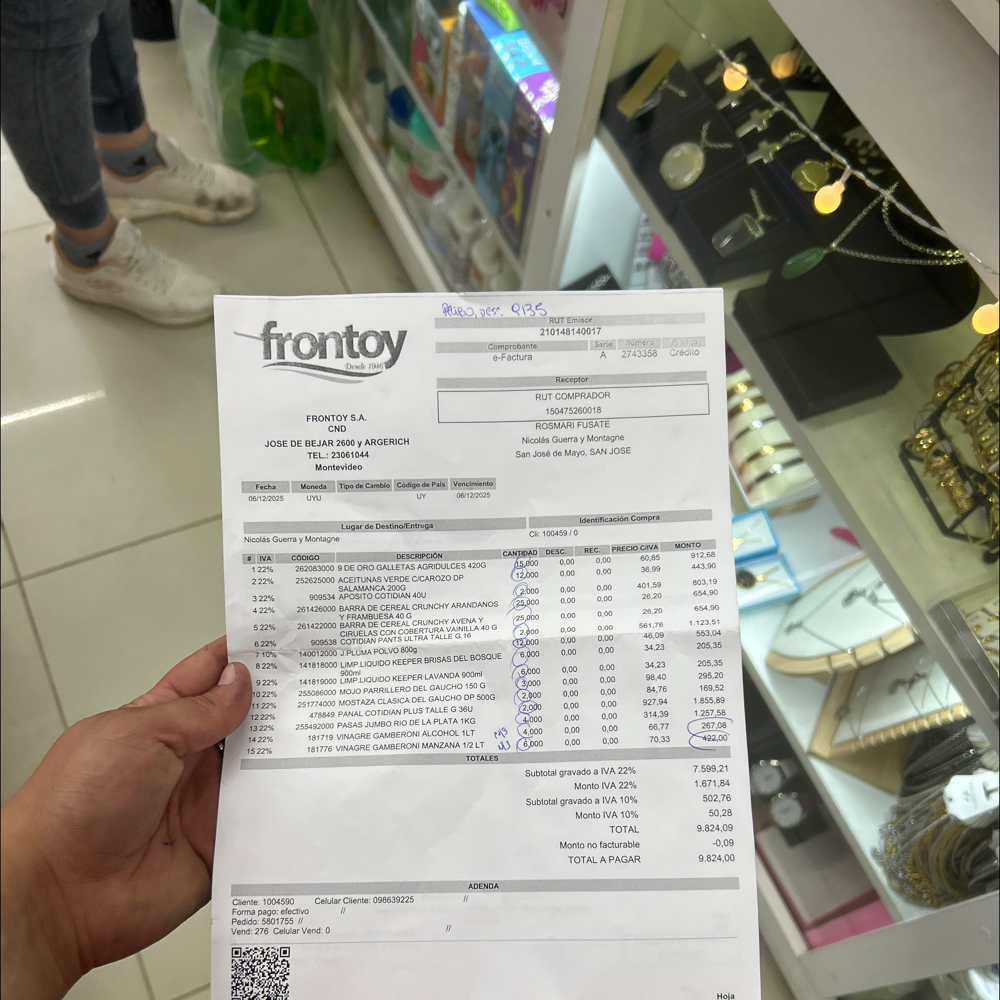 frontoy
Desde 1946
9135
RUT Emisor
210148140017
Comprobante Serie Número
e-Factura A 2743358 Crédito
Receptor
RUT COMPRADOR
150475260018
ROSMARI FUSATE
Nicolás Guerra y Montagne
San José de Mayo, SAN JOSE
FRONTOY S.A.
CND
JOSE DE BEJAR 2600 y ARGERICH
TEL.: 23061044
Montevideo
Fecha Moneda Tipo de Cambio Código de País Vencimiento
06/12/2025 UYU UY 06/12/2025
Lugar de Destino/Entrega Identificación Compra
Nicolás Guerra y Montagne Cli: 100459 / 0
# IVA CÓDIGO DESCRIPCIÓN CANTIDAD DESC. REC. PRECIO C/IVA MONTO
1 22% 262083000 9 DE ORO GALLETAS AGRIDULCES 420G 15,000 0,00 0,00 60,85 912,68
2 22% 252625000 ACEITUNAS VERDE C/CAROZO DP SALAMANCA 200G 12,000 0,00 0,00 36,99 443,90
3 22% 909534 APOSITO COTIDIAN 40U 2,000 0,00 0,00 401,59 803,19
4 22% 261426000 BARRA DE CEREAL CRUNCHY ARANDANOS Y FRAMBUESA 40 G 25,000 0,00 0,00 26,20 654,90
5 22% 261422000 BARRA DE CEREAL CRUNCHY AVENA Y CIRUELAS CON COBERTURA VAINILLA 40 G 25,000 0,00 0,00 26,20 654,90
6 22% 909538 COTIDIAN PANTS ULTRA TALLE G.16 2,000 0,00 0,00 561,76 1.123,51
7 10% 140012000 J.PLUMA POLVO 800g 12,000 0,00 0,00 46,09 553,04
8 22% 141818000 LIMP.LIQUIDO KEEPER BRISAS DEL BOSQUE 900ml 6,000 0,00 0,00 34,23 205,35
9 22% 141819000 LIMP.LIQUIDO KEEPER LAVANDA 900ml 6,000 0,00 0,00 34,23 205,35
10 22% 255086000 MOJO PARRILLERO DEL GAUCHO 150 G 3,000 0,00 0,00 98,40 295,20
11 22% 251774000 MOSTAZA CLASICA DEL GAUCHO DP 500G 2,000 0,00 0,00 84,76 169,52
12 22% 478849 PANAL COTIDIAN PLUS TALLE G 36U 2,000 0,00 0,00 927,94 1.855,89
13 22% 255492000 PASAS JUMBO RIO DE LA PLATA 1KG 4,000 0,00 0,00 314,39 1.257,58
14 22% 181719 VINAGRE GAMBERONI ALCOHOL 1LT 4,000 0,00 0,00 66,77 267,08
15 22% 181776 VINAGRE GAMBERONI MANZANA 1/2 LT 6,000 0,00 0,00 70,33 422,00
TOTALES
Subtotal gravado a IVA 22% 7.599,21
Monto IVA 22% 1.671,84
Subtotal gravado a IVA 10% 502,76
Monto IVA 10% 50,28
TOTAL 9.824,09
Monto no facturable -0,09
TOTAL A PAGAR 9.824,00
ADENDA
Cliente: 1004590 Celular Cliente: 098639225 //
Forma pago: efectivo //
Pedido: 5801755 //
Vend: 276 Celular Vend: 0 //
Hoja